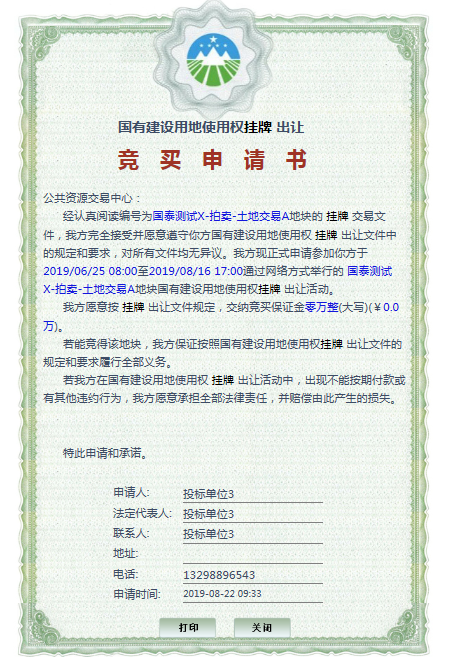 国有建设用地使用权挂牌 出让
竞 买 申 请 书
公共资源交易中心：
经认真阅读编号为国泰测试X-拍卖-土地交易A地块的 挂牌 交易文
件，我方完全接受并愿意遵守你方国有建设用地使用权 挂牌 出让文件中
的规定和要求，对所有文件均无异议。我方现正式申请参加你方于
2019/06/25 08:00至2019/08/16 17:00通过网络方式举行的 国泰测试
X-拍卖-土地交易A地块国有建设用地使用权挂牌 出让活动。
我方愿意按 挂牌 出让文件规定，交纳竞买保证金零万整(大写)(￥0.0
万)。
若能竞得该地块，我方保证按照国有建设用地使用权挂牌 出让文件的
规定和要求履行全部义务。
若我方在国有建设用地使用权 挂牌 出让活动中，出现不能按期付款或
有其他违约行为，我方愿意承担全部法律责任，并赔偿由此产生的损失。
特此申请和承诺。
申请人: 投标单位3
法定代表人: 投标单位3
联系人: 投标单位3
地址:
电话: 13298896543
申请时间: 2019-08-22 09:33
打印 关闭